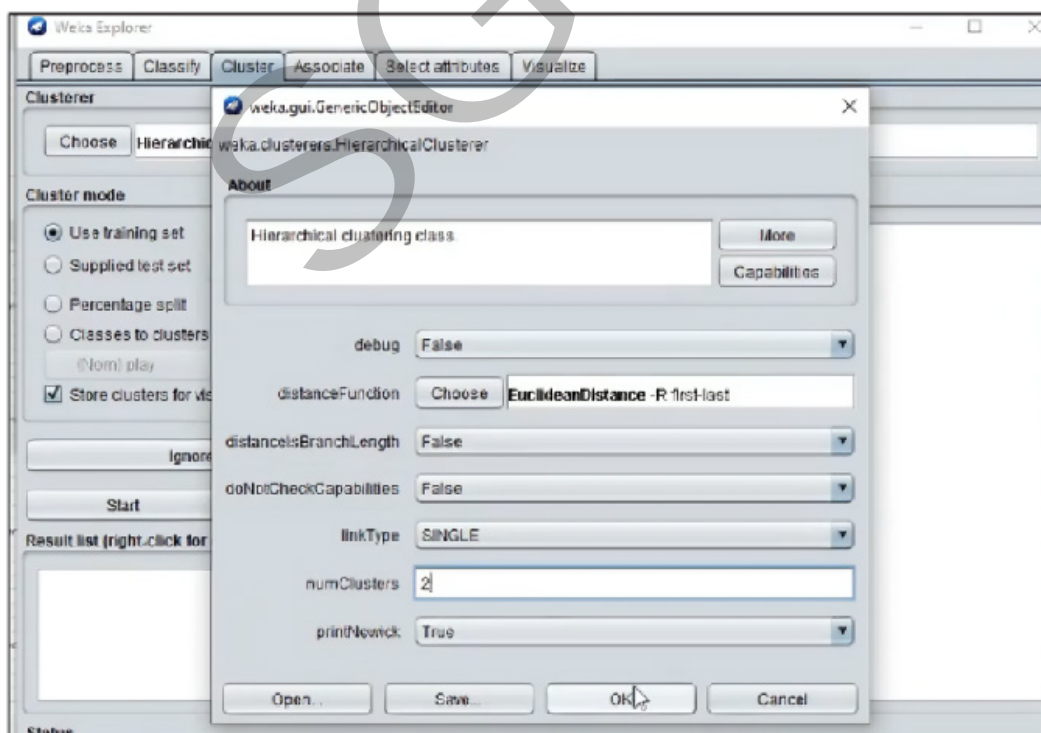 Weka Explorer
Preprocess Classify Cluster Associate Select attributes Visualize
Clusterer
Choose Hierarchic
Cluster mode
Use training set
Supplied test set
Percentage split
Classes to clusters
(Nom) play
Store clusters for vis
Ignore
Start
Result list (right-click for
Status
weka.gui.GenericObjectEditor
weka.clusterers.HierarchicalClusterer
About
Hierarchical clustering class.
More
Capabilities
debug False
distanceFunction Choose EuclideanDistance -R first-last
distanceIsBranchLength False
doNotCheckCapabilities False
linkType SINGLE
numClusters 2
printNewick True
Open... Save... OK Cancel
SG